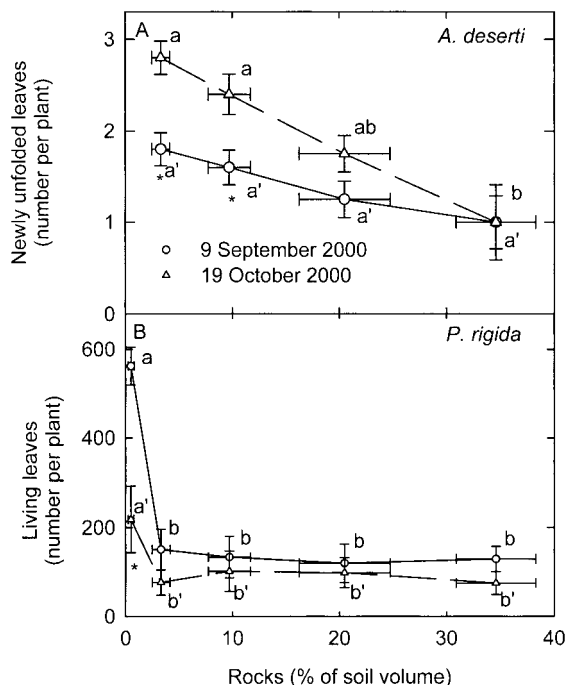 A
A. deserti
Newly unfolded leaves
(number per plant)
3
2
1
0
a
a
ab
b
* a'
a'
*
a'
a'
9 September 2000
19 October 2000
B
P. rigida
Living leaves
(number per plant)
600
400
200
0
a
a'
*
b
b
b
b
b'
b'
b'
b'
0 10 20 30 40
Rocks (% of soil volume)